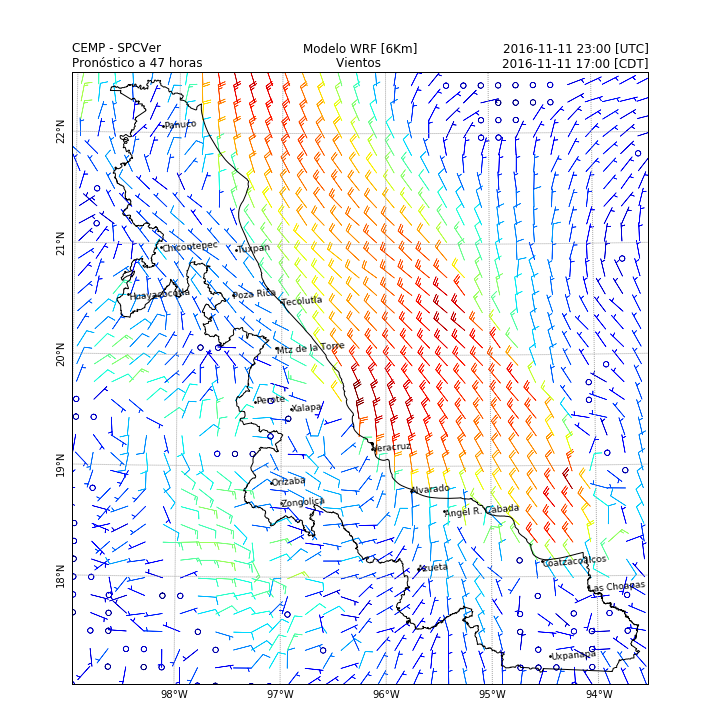 CEMP - SPCVer Modelo WRF [6Km] 2016-11-11 23:00 [UTC]
Pronóstico a 47 horas Vientos 2016-11-11 17:00 [CDT]
22°N
Panuco
21°N
Chicontepec Tuxpan
Huayacocotla Poza Rica Tecolutla
20°N
Mtz de la Torre
Perote Xalapa
19°N
Veracruz
Orizaba Alvarado
Zongolica Angel R. Cabada
18°N
Azueta Coatzacoalcos
Las Choapas
Uxpanapa
98°W 97°W 96°W 95°W 94°W